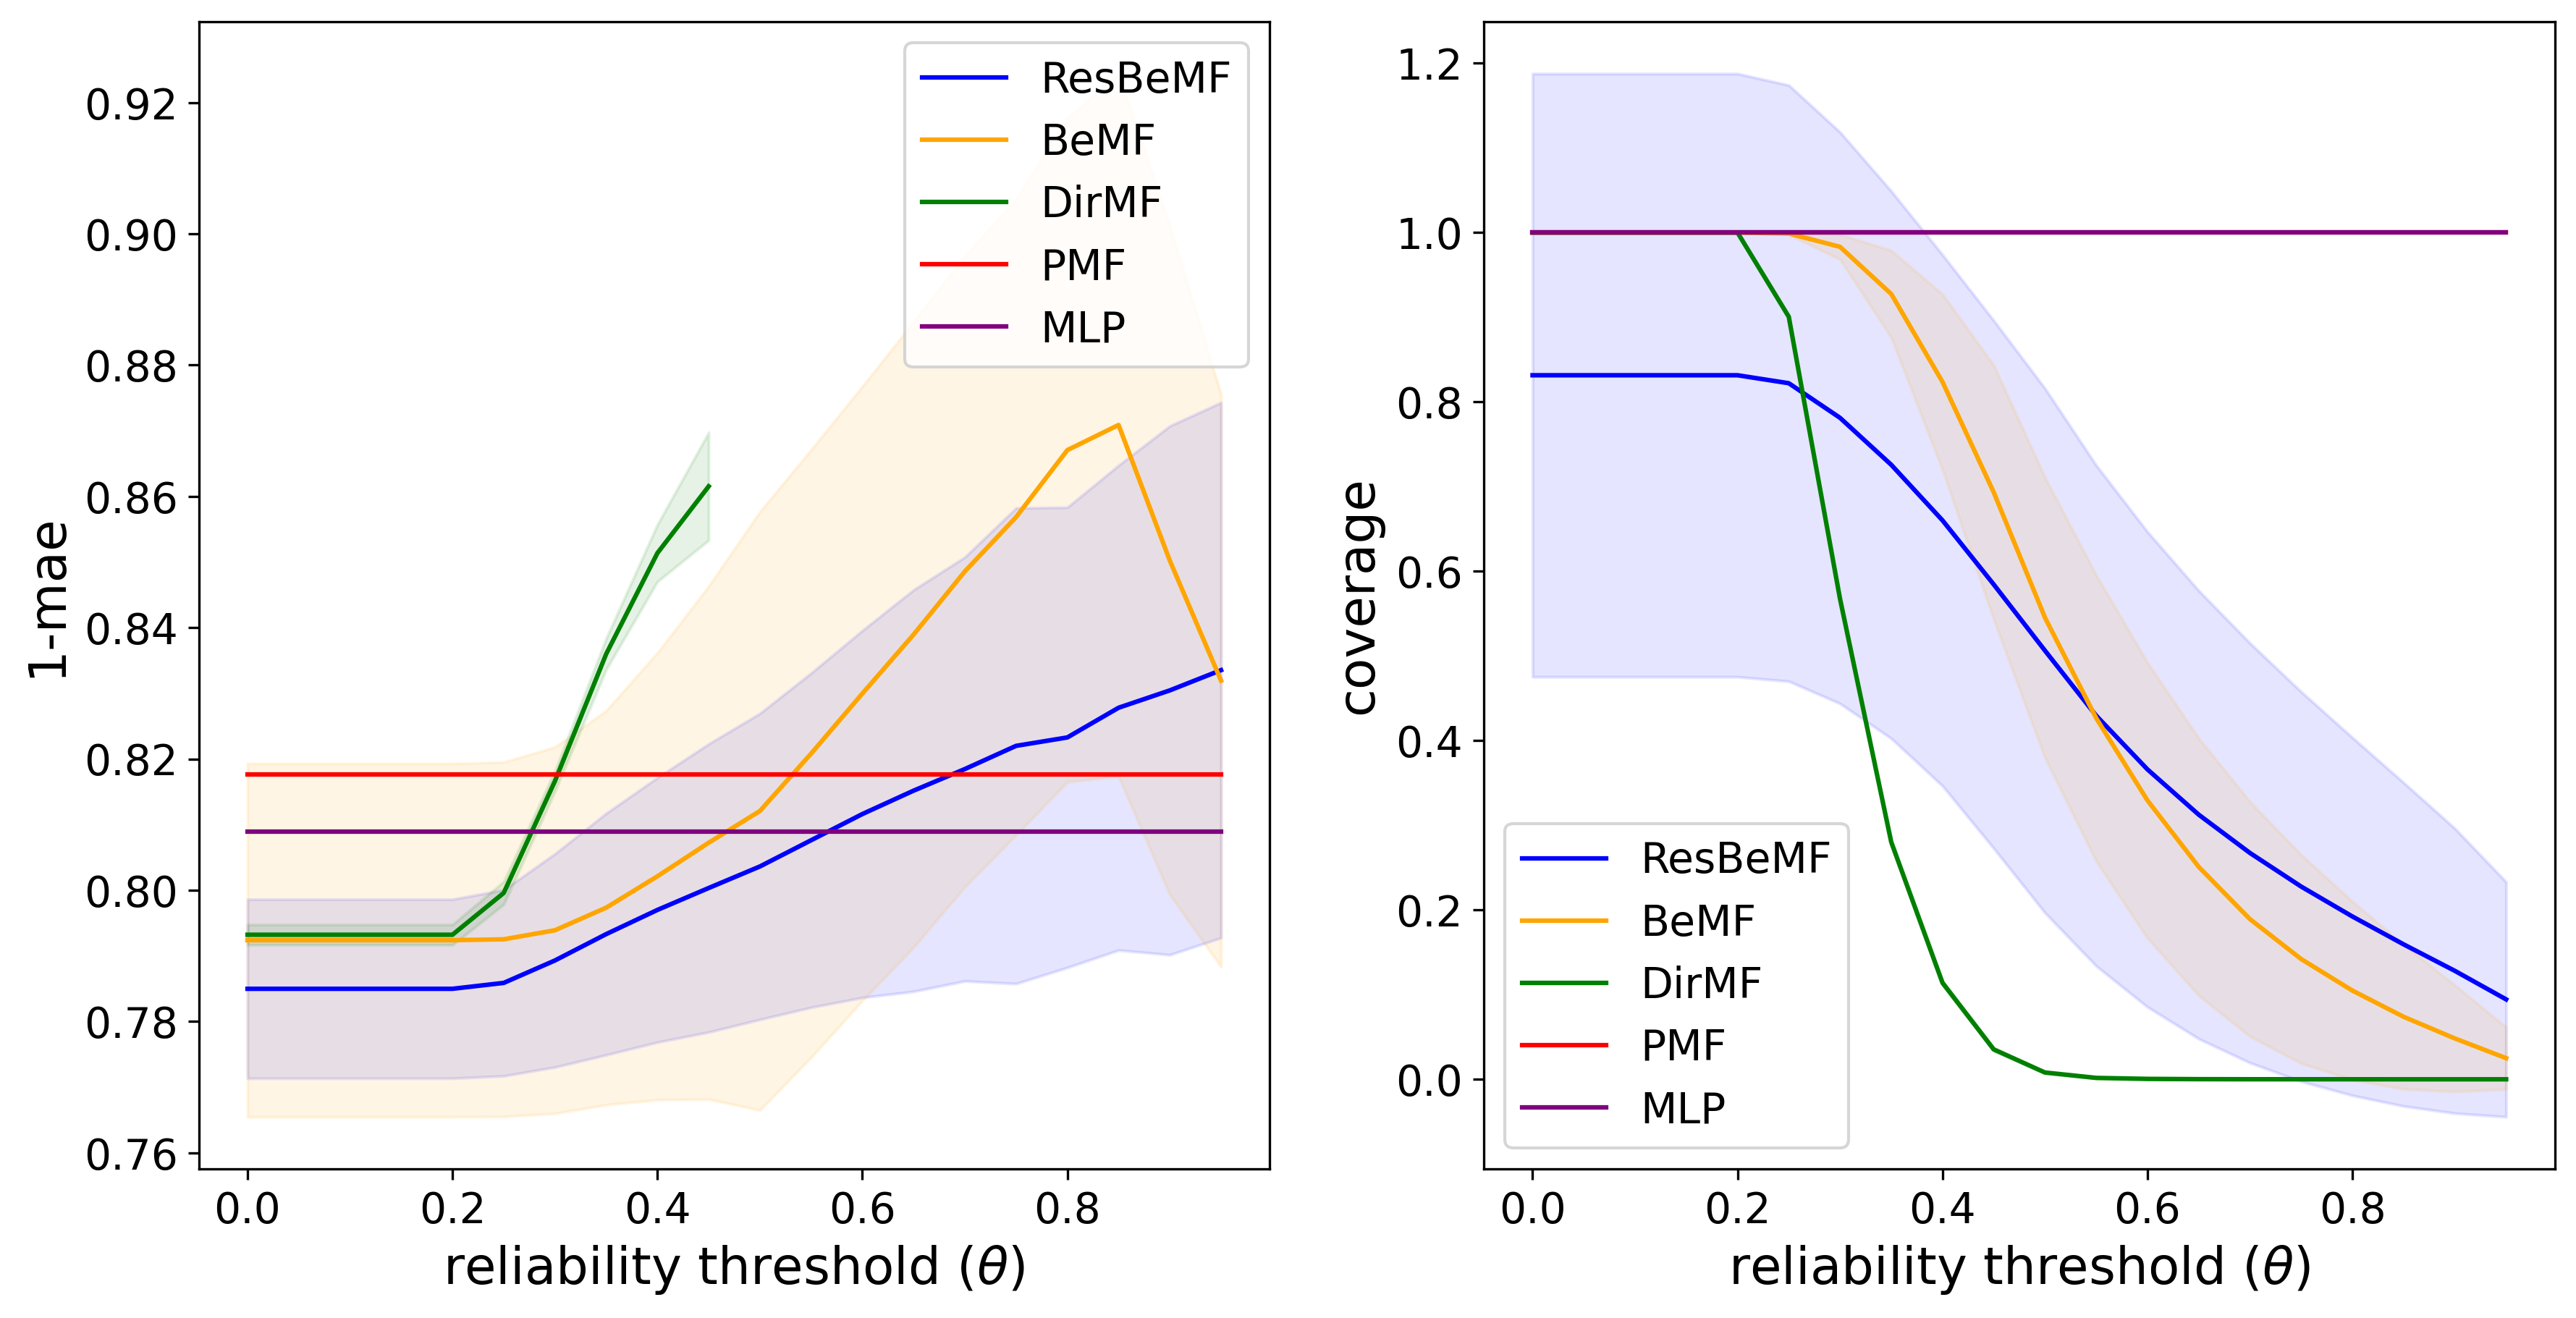 1-mae
0.92
0.90
0.88
0.86
0.84
0.82
0.80
0.78
0.76
0.0 0.2 0.4 0.6 0.8
reliability threshold (θ)
ResBeMF
BeMF
DirMF
PMF
MLP
coverage
1.2
1.0
0.8
0.6
0.4
0.2
0.0
0.0 0.2 0.4 0.6 0.8
reliability threshold (θ)
ResBeMF
BeMF
DirMF
PMF
MLP